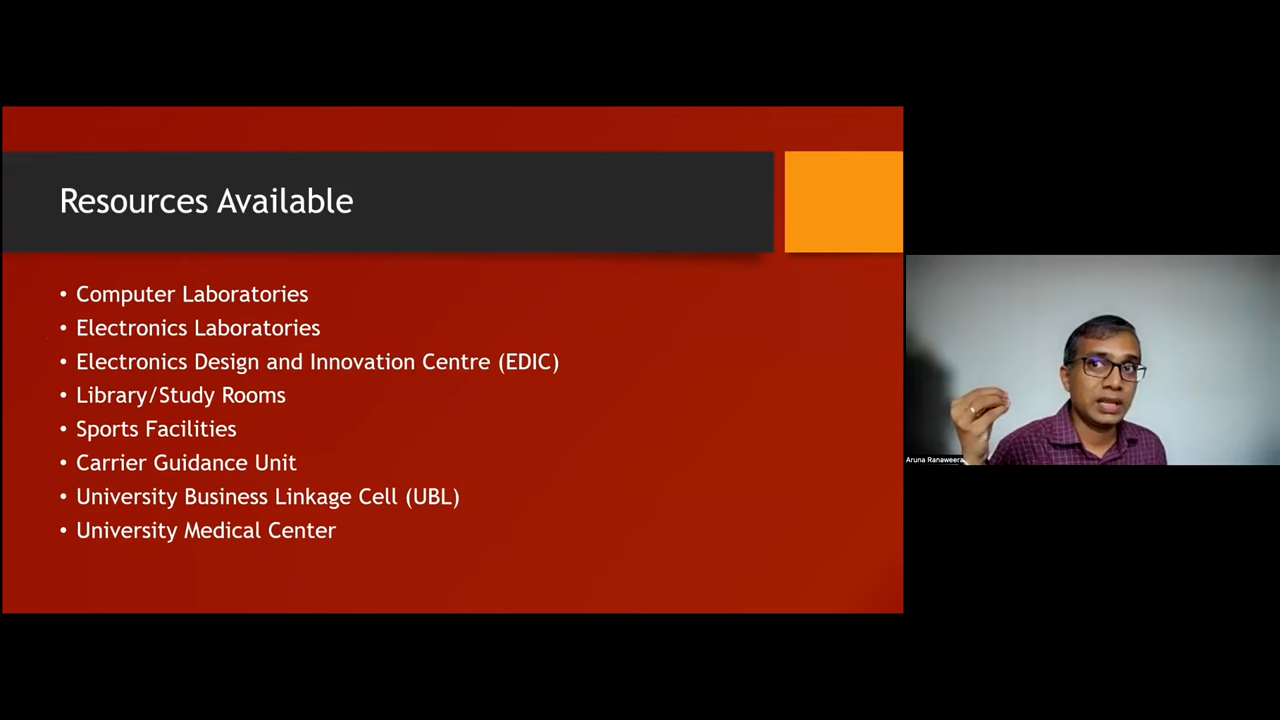 Resources Available
• Computer Laboratories
• Electronics Laboratories
• Electronics Design and Innovation Centre (EDIC)
• Library/Study Rooms
• Sports Facilities
• Carrier Guidance Unit
• University Business Linkage Cell (UBL)
• University Medical Center
Aruna Ranaweera